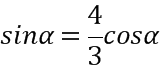 sinα = 4/3 cosα